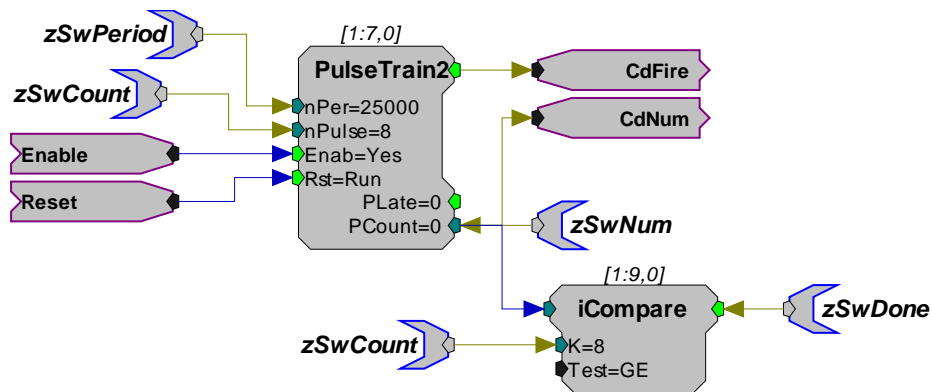 [1:7,0]
zSwPeriod
PulseTrain2
CdFire
zSwCount
nPer=25000
CdNum
nPulse=8
Enable
Enab=Yes
Reset
Rst=Run
PLate=0
PCount=0
zSwNum
[1:9,0]
iCompare
zSwDone
zSwCount
K=8
Test=GE